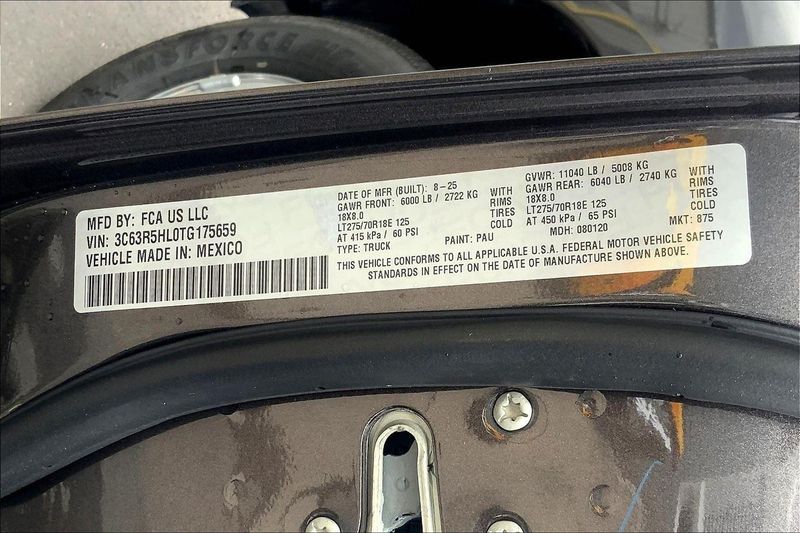 TRANSFORCE
MFD BY: FCA US LLC
VIN: 3C63R5HL0TG175659
VEHICLE MADE IN: MEXICO
DATE OF MFR (BUILT): 8-25
GAWR FRONT: 6000 LB / 2722 KG WITH
18X8.0 RIMS
LT275/70R18E 125 TIRES
AT 415 kPa / 60 PSI COLD
TYPE: TRUCK PAINT: PAU
GVWR: 11040 LB / 5008 KG
GAWR REAR: 6040 LB / 2740 KG WITH
18X8.0 RIMS
LT275/70R18E 125 TIRES
AT 450 kPa / 65 PSI COLD
MDH: 080120 MKT: 875
THIS VEHICLE CONFORMS TO ALL APPLICABLE U.S.A. FEDERAL MOTOR VEHICLE SAFETY
STANDARDS IN EFFECT ON THE DATE OF MANUFACTURE SHOWN ABOVE.